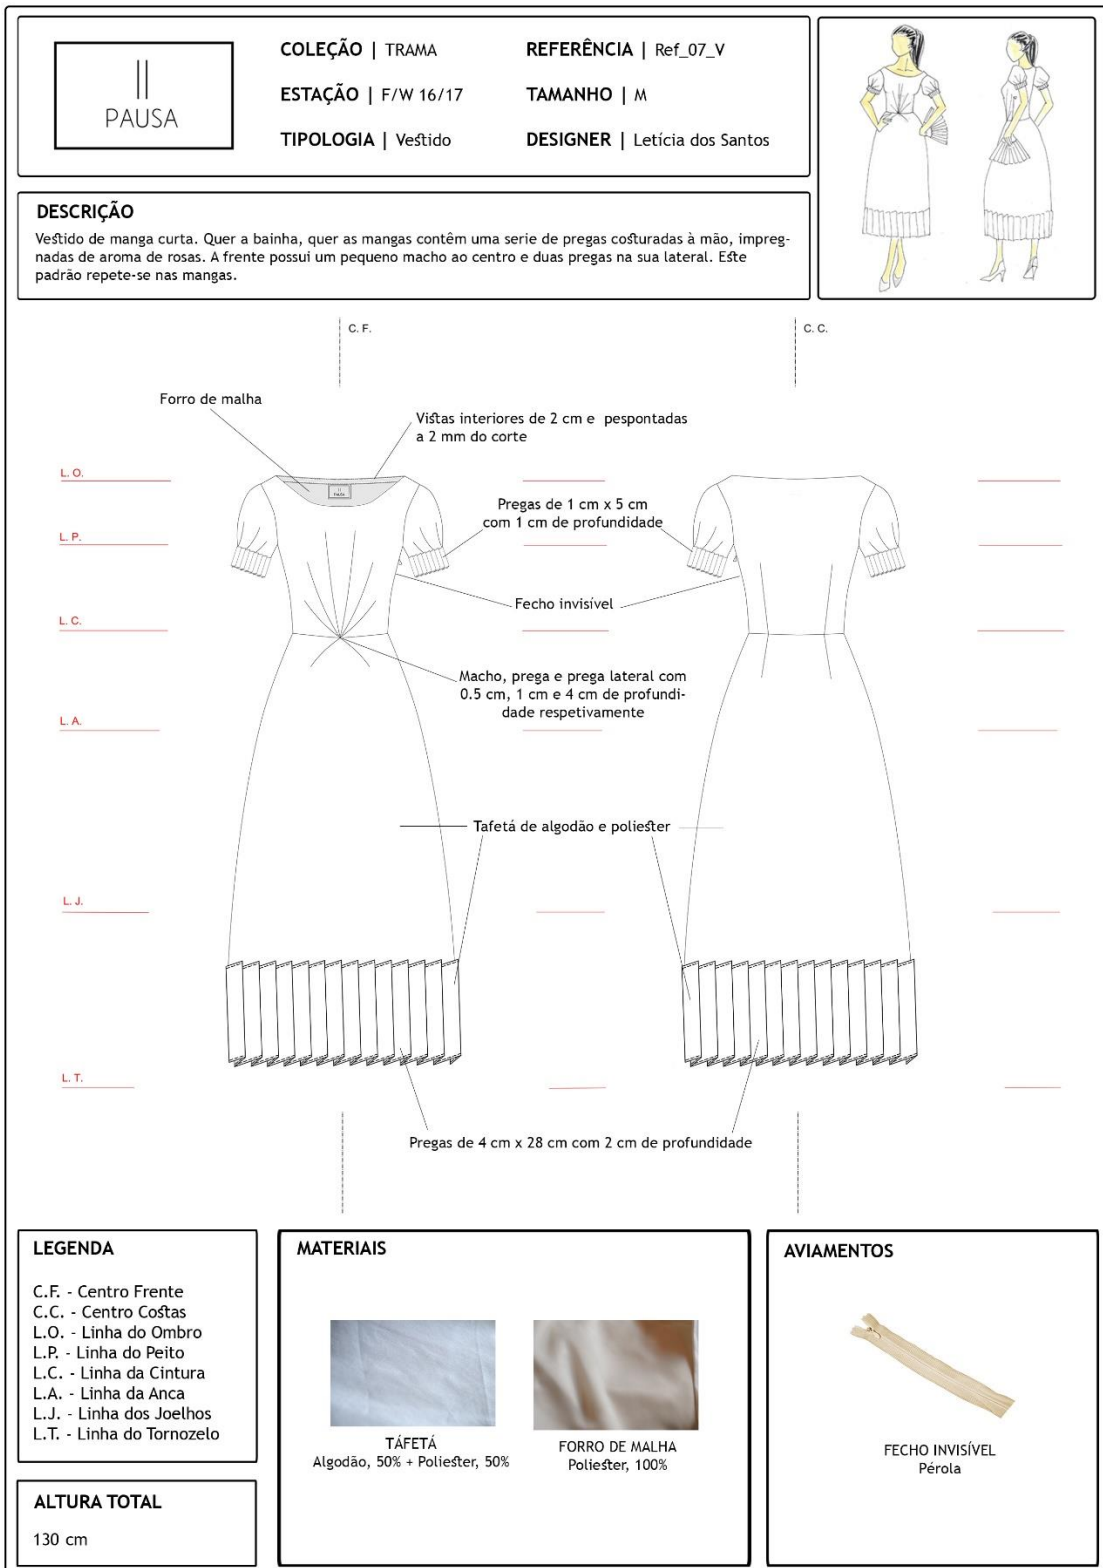 PAUSA
COLEÇÃO | TRAMA
REFERÊNCIA | Ref_07_V
ESTAÇÃO | F/W 16/17
TAMANHO | M
TIPOLOGIA | Vestido
DESIGNER | Letícia dos Santos
DESCRIÇÃO
Vestido de manga curta. Quer a bainha, quer as mangas contêm uma serie de pregas costuradas à mão, impreg-
nadas de aroma de rosas. A frente possui um pequeno macho ao centro e duas pregas na sua lateral. Este
padrão repete-se nas mangas.
C. F.
C. C.
Forro de malha
Vistas interiores de 2 cm e pespontadas
a 2 mm do corte
L. O.
PAUSA
Pregas de 1 cm x 5 cm
com 1 cm de profundidade
L. P.
Fecho invisível
L. C.
Macho, prega e prega lateral com
0.5 cm, 1 cm e 4 cm de profundi-
dade respetivamente
L. A.
Tafetá de algodão e poliester
L. J.
L. T.
Pregas de 4 cm x 28 cm com 2 cm de profundidade
LEGENDA
C.F. - Centro Frente
C.C. - Centro Costas
L.O. - Linha do Ombro
L.P. - Linha do Peito
L.C. - Linha da Cintura
L.A. - Linha da Anca
L.J. - Linha dos Joelhos
L.T. - Linha do Tornozelo
ALTURA TOTAL
130 cm
MATERIAIS
TÁFETÁ
Algodão, 50% + Poliester, 50%
FORRO DE MALHA
Poliester, 100%
AVIAMENTOS
FECHO INVISÍVEL
Pérola